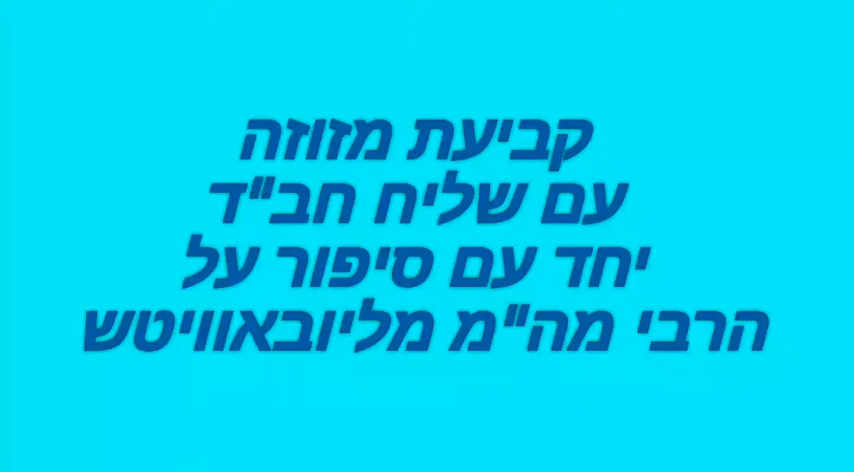 קביעת מזוזה
עם שליח חב"ד
יחד עם סיפור על
הרבי מה"מ מליובאוויטש